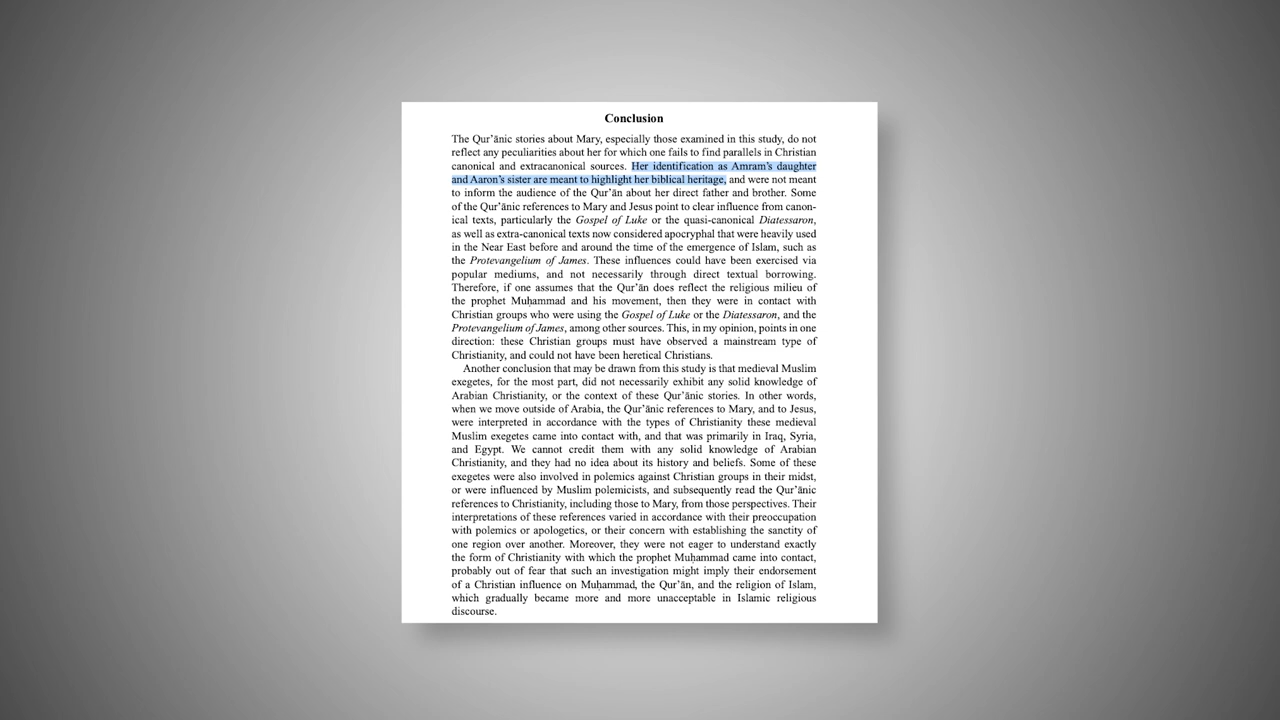 Conclusion
The Qur’ānic stories about Mary, especially those examined in this study, do not
reflect any peculiarities about her for which one fails to find parallels in Christian
canonical and extracanonical sources. Her identification as Amram’s daughter
and Aaron’s sister are meant to highlight her biblical heritage, and were not meant
to inform the audience of the Qur’ān about her direct father and brother. Some
of the Qur’ānic references to Mary and Jesus point to clear influence from canon-
ical texts, particularly the Gospel of Luke or the quasi-canonical Diatessaron,
as well as extra-canonical texts now considered apocryphal that were heavily used
in the Near East before and around the time of the emergence of Islam, such as
the Protevangelium of James. These influences could have been exercised via
popular mediums, and not necessarily through direct textual borrowing.
Therefore, if one assumes that the Qur’ān does reflect the religious milieu of
the prophet Muḥammad and his movement, then they were in contact with
Christian groups who were using the Gospel of Luke or the Diatessaron, and the
Protevangelium of James, among other sources. This, in my opinion, points in one
direction: these Christian groups must have observed a mainstream type of
Christianity, and could not have been heretical Christians.
Another conclusion that may be drawn from this study is that medieval Muslim
exegetes, for the most part, did not necessarily exhibit any solid knowledge of
Arabian Christianity, or the context of these Qur’ānic stories. In other words,
when we move outside of Arabia, the Qur’ānic references to Mary, and to Jesus,
were interpreted in accordance with the types of Christianity these medieval
Muslim exegetes came into contact with, and that was primarily in Iraq, Syria,
and Egypt. We cannot credit them with any solid knowledge of Arabian
Christianity, and they had no idea about its history and beliefs. Some of these
exegetes were also involved in polemics against Christian groups in their midst,
or were influenced by Muslim polemicists, and subsequently read the Qur’ānic
references to Christianity, including those to Mary, from those perspectives. Their
interpretations of these references varied in accordance with their preoccupation
with polemics or apologetics, or their concern with establishing the sanctity of
one region over another. Moreover, they were not eager to understand exactly
the form of Christianity with which the prophet Muḥammad came into contact,
probably out of fear that such an investigation might imply their endorsement
of a Christian influence on Muḥammad, the Qur’ān, and the religion of Islam,
which gradually became more and more unacceptable in Islamic religious
discourse.